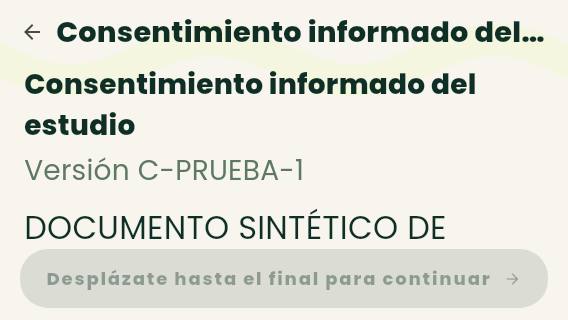 Consentimiento informado del...
Consentimiento informado del
estudio
Versión C-PRUEBA-1
DOCUMENTO SINTÉTICO DE
Desplázate hasta el final para continuar